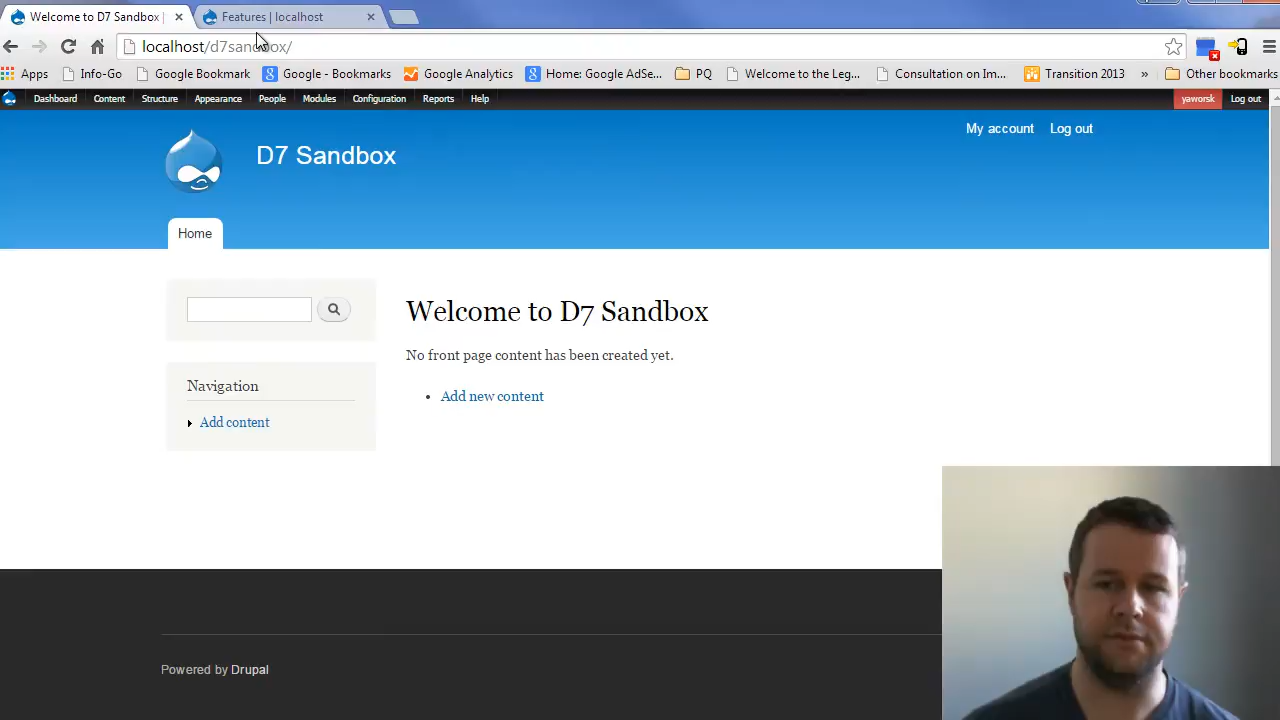 Welcome to D7 Sandbox |
Features | localhost
localhost/d7sandbox/
Apps Info-Go Google Bookmark Google Bookmarks Google Analytics Home: Google AdSe... PQ Welcome to the Leg... Consultation on Im... Transition 2013 » Other bookmarks
Dashboard Content Structure Appearance People Modules Configuration Reports Help yaworsk Log out
My account Log out
D7 Sandbox
Home
Welcome to D7 Sandbox
No front page content has been created yet.
Navigation
Add new content
Add content
Powered by Drupal